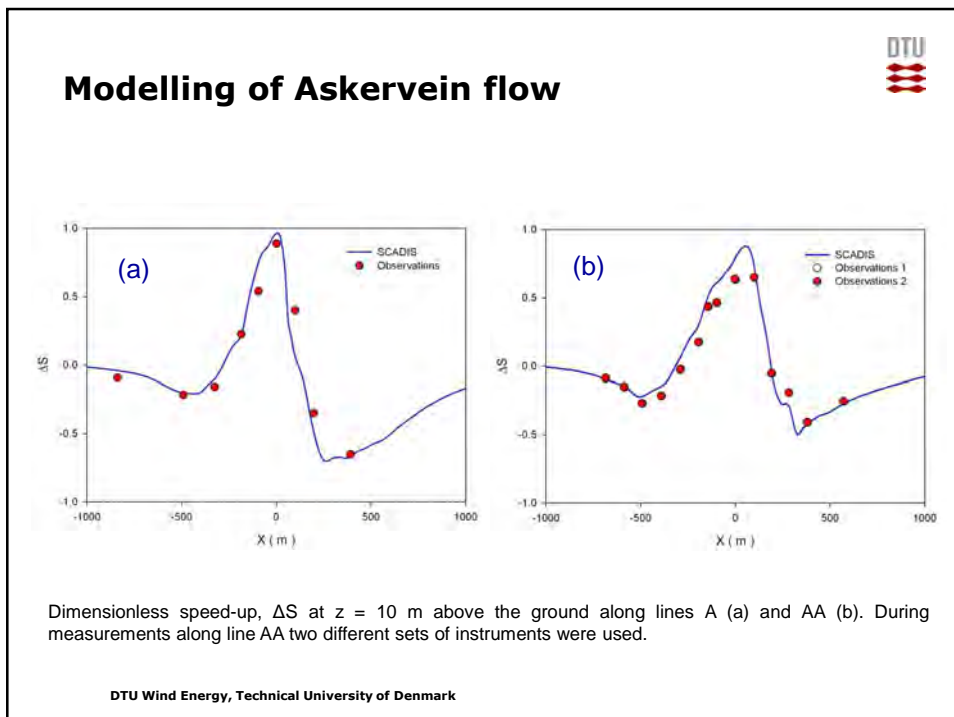 DTU
Modelling of Askervein flow
1.0
0.5
0.0
-0.5
-1.0
ΔS
-1000
-500
0
500
1000
X ( m )
(a)
SCADIS
Observations
1.0
0.5
0.0
-0.5
-1.0
ΔS
-1000
-500
0
500
1000
X ( m )
(b)
SCADIS
Observations 1
Observations 2
Dimensionless speed-up, ΔS at z = 10 m above the ground along lines A (a) and AA (b). During
measurements along line AA two different sets of instruments were used.
DTU Wind Energy, Technical University of Denmark